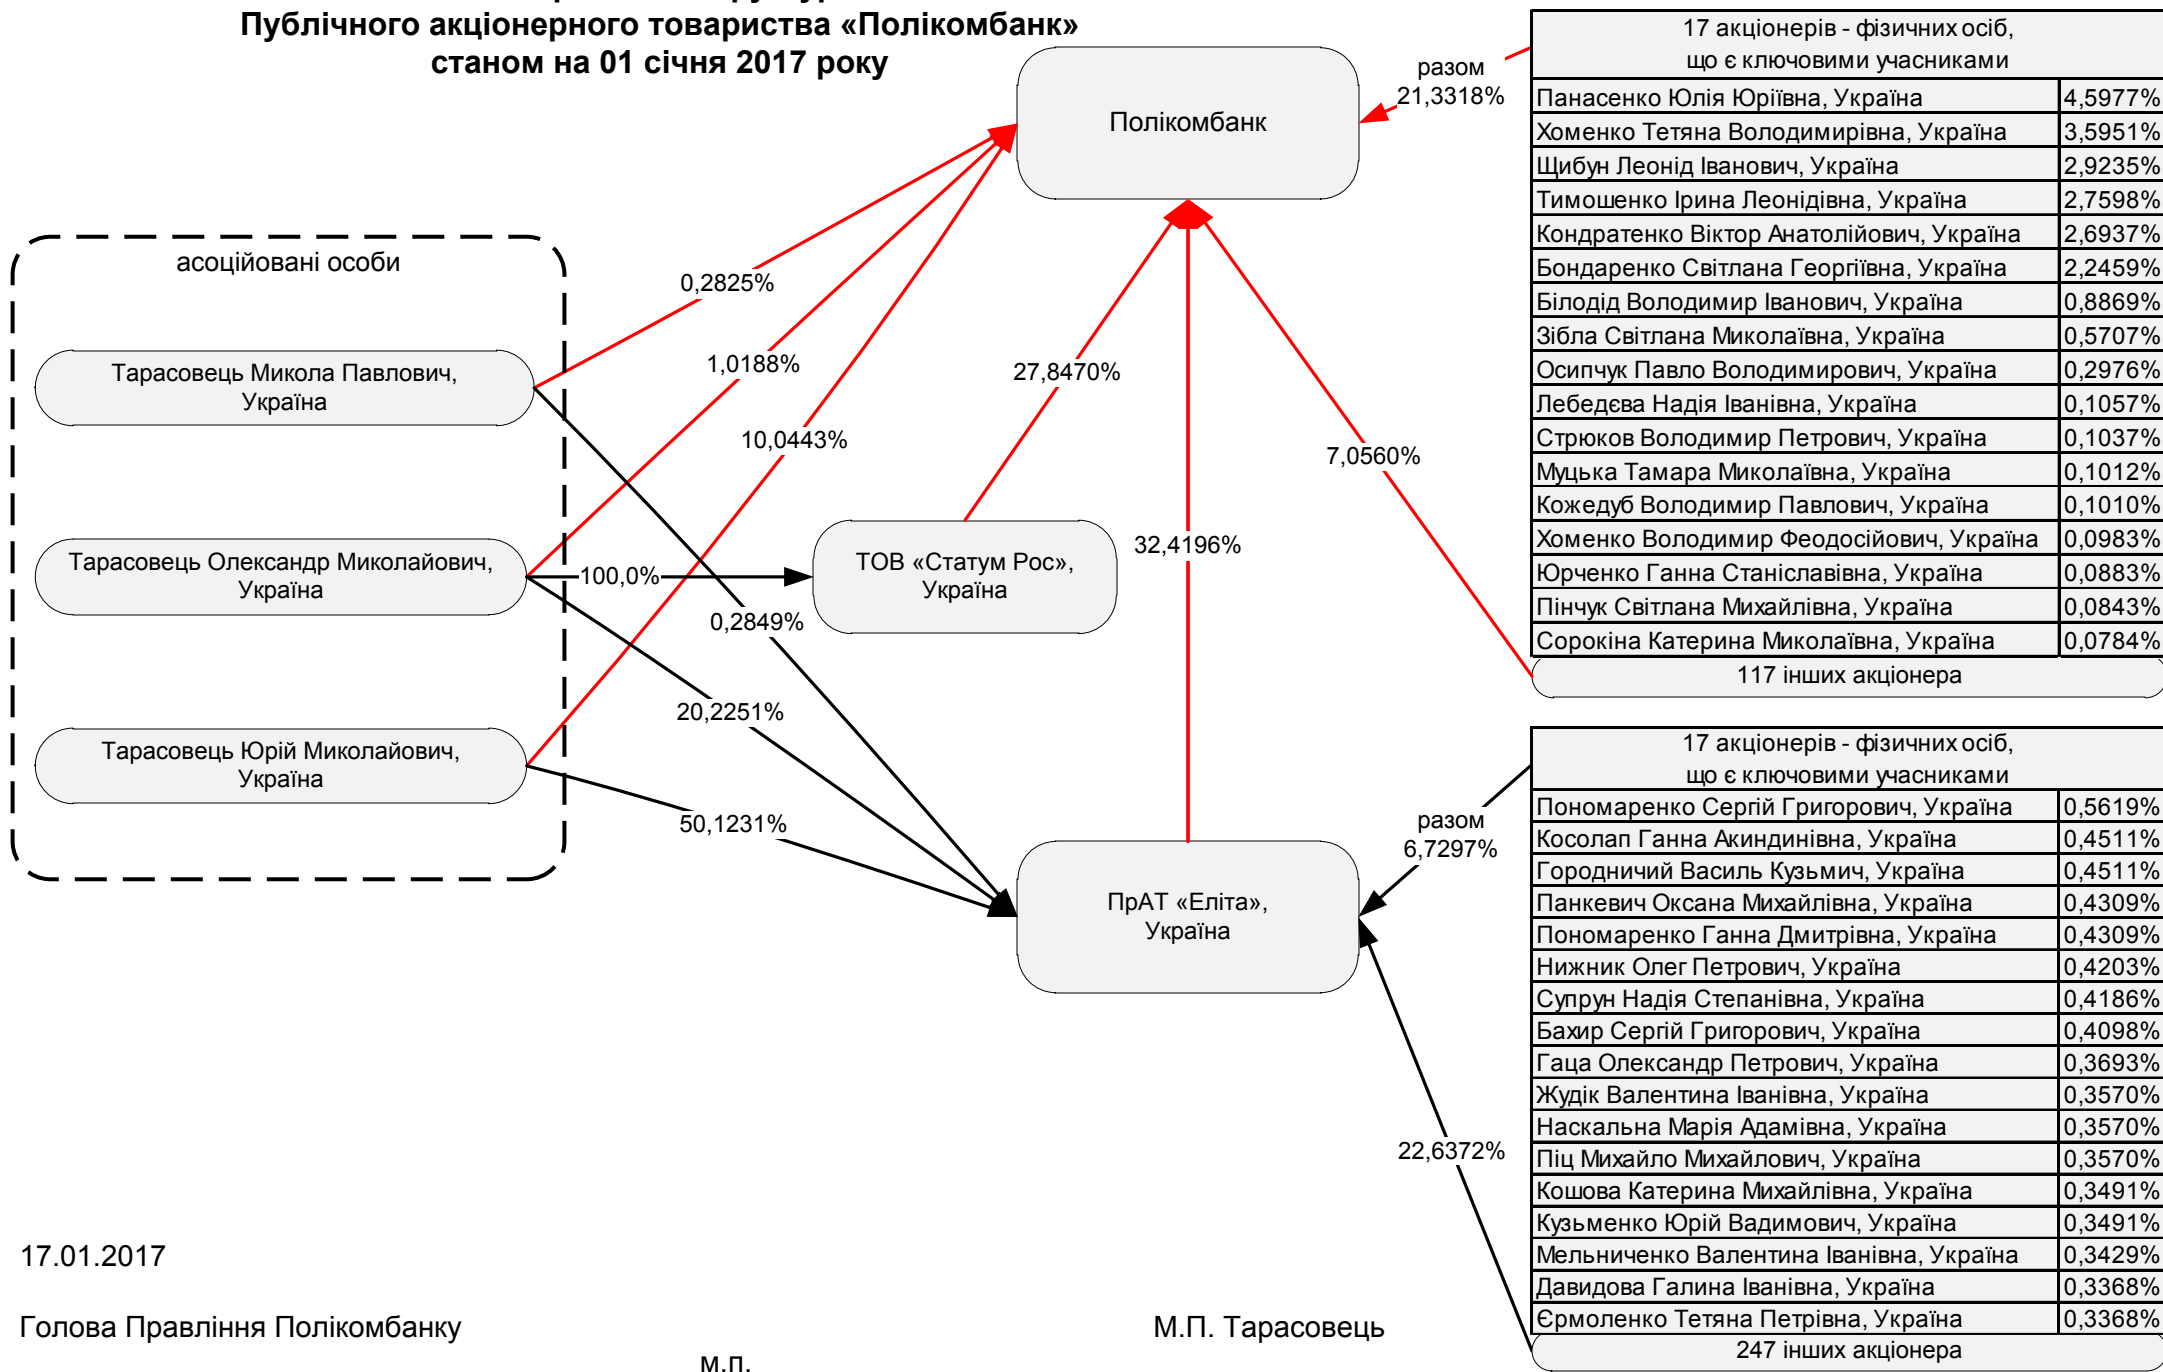 Публічного акціонерного товариства «Полікомбанк»
станом на 01 січня 2017 року
Полікомбанк
разом
21,3318%
17 акціонерів - фізичних осіб,
що є ключовими учасниками
Панасенко Юлія Юріївна, Україна 4,5977%
Хоменко Тетяна Володимирівна, Україна 3,5951%
Щибун Леонід Іванович, Україна 2,9235%
Тимошенко Ірина Леонідівна, Україна 2,7598%
Кондратенко Віктор Анатолійович, Україна 2,6937%
Бондаренко Світлана Георгіївна, Україна 2,2459%
Білодід Володимир Іванович, Україна 0,8869%
Зібла Світлана Миколаївна, Україна 0,5707%
Осипчук Павло Володимирович, Україна 0,2976%
Лебедєва Надія Іванівна, Україна 0,1057%
Стрюков Володимир Петрович, Україна 0,1037%
Муцька Тамара Миколаївна, Україна 0,1012%
Кожедуб Володимир Павлович, Україна 0,1010%
Хоменко Володимир Феодосійович, Україна 0,0983%
Юрченко Ганна Станіславівна, Україна 0,0883%
Пінчук Світлана Михайлівна, Україна 0,0843%
Сорокіна Катерина Миколаївна, Україна 0,0784%
117 інших акціонера
асоційовані особи
0,2825%
1,0188%
27,8470%
Тарасовець Микола Павлович,
Україна
10,0443%
7,0560%
32,4196%
Тарасовець Олександр Миколайович,
Україна
100,0%
ТОВ «Статум Рос»,
Україна
0,2849%
20,2251%
Тарасовець Юрій Миколайович,
Україна
50,1231%
разом
6,7297%
ПрАТ «Еліта»,
Україна
22,6372%
17 акціонерів - фізичних осіб,
що є ключовими учасниками
Пономаренко Сергій Григорович, Україна 0,5619%
Косолап Ганна Акиндинівна, Україна 0,4511%
Городничий Василь Кузьмич, Україна 0,4511%
Панкевич Оксана Михайлівна, Україна 0,4309%
Пономаренко Ганна Дмитрівна, Україна 0,4309%
Нижник Олег Петрович, Україна 0,4203%
Супрун Надія Степанівна, Україна 0,4186%
Бахир Сергій Григорович, Україна 0,4098%
Гаца Олександр Петрович, Україна 0,3693%
Жудік Валентина Іванівна, Україна 0,3570%
Наскальна Марія Адамівна, Україна 0,3570%
Піц Михайло Михайлович, Україна 0,3570%
Кошова Катерина Михайлівна, Україна 0,3491%
Кузьменко Юрій Вадимович, Україна 0,3491%
Мельниченко Валентина Іванівна, Україна 0,3429%
Давидова Галина Іванівна, Україна 0,3368%
Єрмоленко Тетяна Петрівна, Україна 0,3368%
247 інших акціонера
17.01.2017
Голова Правління Полікомбанку М.П. Тарасовець
м.п.